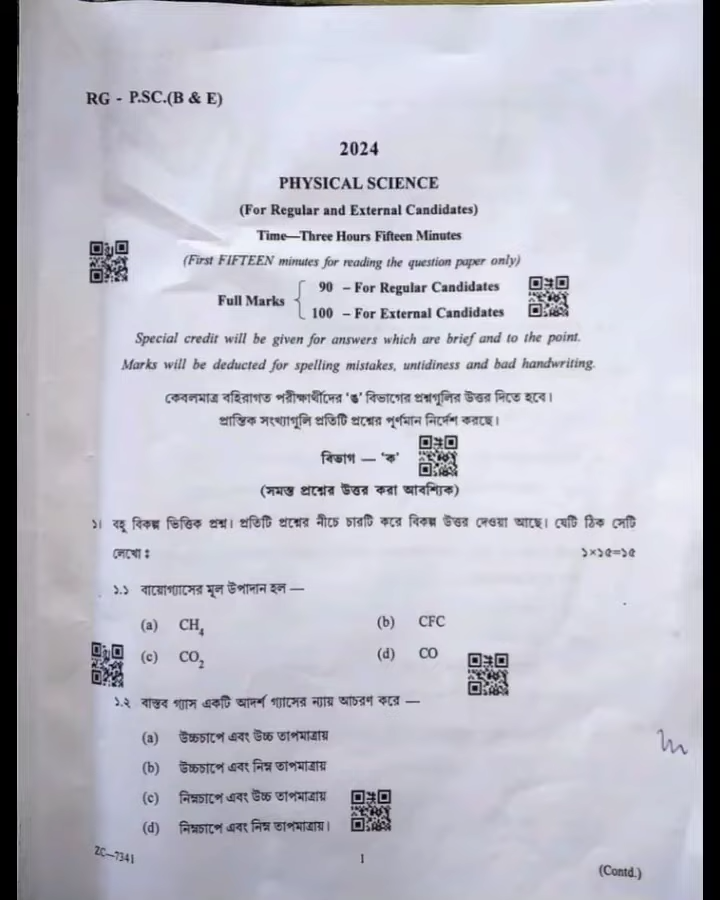 RG - P.SC.(B & E)
2024
PHYSICAL SCIENCE
(For Regular and External Candidates)
Time—Three Hours Fifteen Minutes
(First FIFTEEN minutes for reading the question paper only)
Full Marks { 90 – For Regular Candidates
100 – For External Candidates
Special credit will be given for answers which are brief and to the point.
Marks will be deducted for spelling mistakes, untidiness and bad handwriting.
কেবলমাত্র বহিরাগত পরীক্ষার্থীদের ‘ঙ’ বিভাগের প্রশ্নগুলির উত্তর দিতে হবে।
প্রান্তিক সংখ্যাগুলি প্রতিটি প্রশ্নের পূর্ণমান নির্দেশ করছে।
বিভাগ — ‘ক’
(সমস্ত প্রশ্নের উত্তর করা আবশ্যিক)
১। বহু বিকল্প ভিত্তিক প্রশ্ন। প্রতিটি প্রশ্নের নীচে চারটি করে বিকল্প উত্তর দেওয়া আছে। যেটি ঠিক সেটি
লেখো : ১×১৫=১৫
১.১ বায়োগ্যাসের মূল উপাদান হল —
(a) CH₄ (b) CFC
(c) CO₂ (d) CO
১.২ বাস্তব গ্যাস একটি আদর্শ গ্যাসের ন্যায় আচরণ করে —
(a) উচ্চচাপে এবং উচ্চ তাপমাত্রায়
(b) উচ্চচাপে এবং নিম্ন তাপমাত্রায়
(c) নিম্নচাপে এবং উচ্চ তাপমাত্রায়
(d) নিম্নচাপে এবং নিম্ন তাপমাত্রায়।
ZC—7341 1 (Contd.)